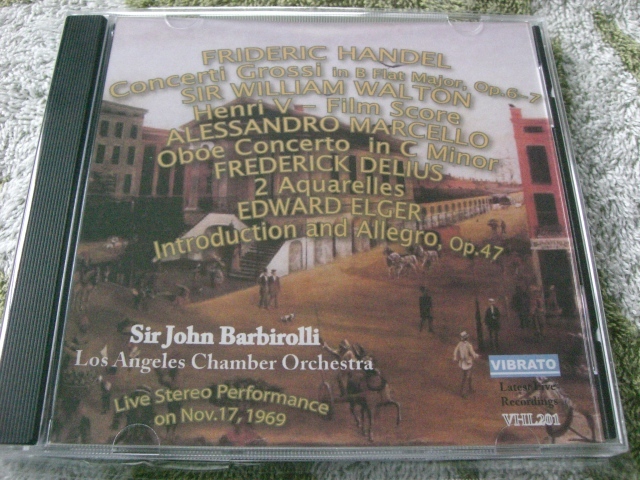 FRIDERIC HANDEL
Concerti Grossi in B Flat Major, Op.6-7
SIR WILLIAM WALTON
Henri V - Film Score
ALESSANDRO MARCELLO
Oboe Concerto in C Minor
FREDERICK DELIUS
2 Aquarelles
EDWARD ELGER
Introduction and Allegro, Op.47
Sir John Barbirolli
Los Angeles Chamber Orchestra
Live Stereo Performance
on Nov.17, 1969
VIBRATO
Latest Live
Recordings
VHL201